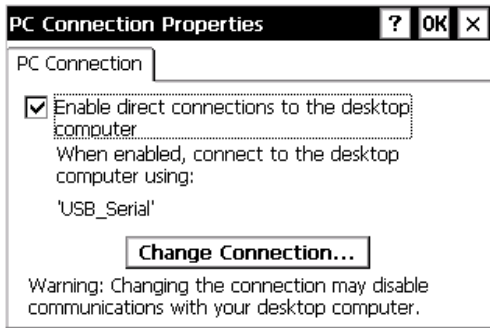 PC Connection Properties ? OK ×
PC Connection
Enable direct connections to the desktop
computer
When enabled, connect to the desktop
computer using:
'USB_Serial'
Change Connection...
Warning: Changing the connection may disable
communications with your desktop computer.